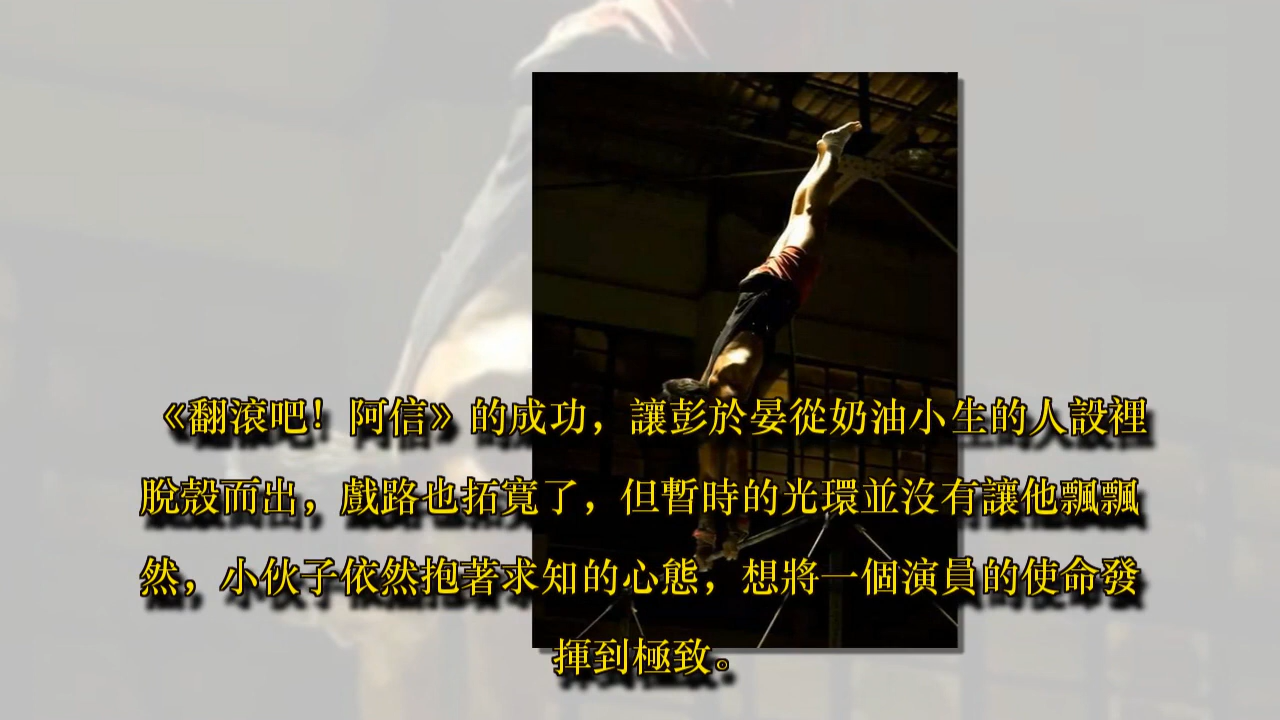 《翻滾吧！阿信》的成功，讓彭於晏從奶油小生的人設裡
脫殼而出，戲路也拓寬了，但暫時的光環並沒有讓他飄飄
然，小伙子依然抱著求知的心態，想將一個演員的使命發
揮到極致。